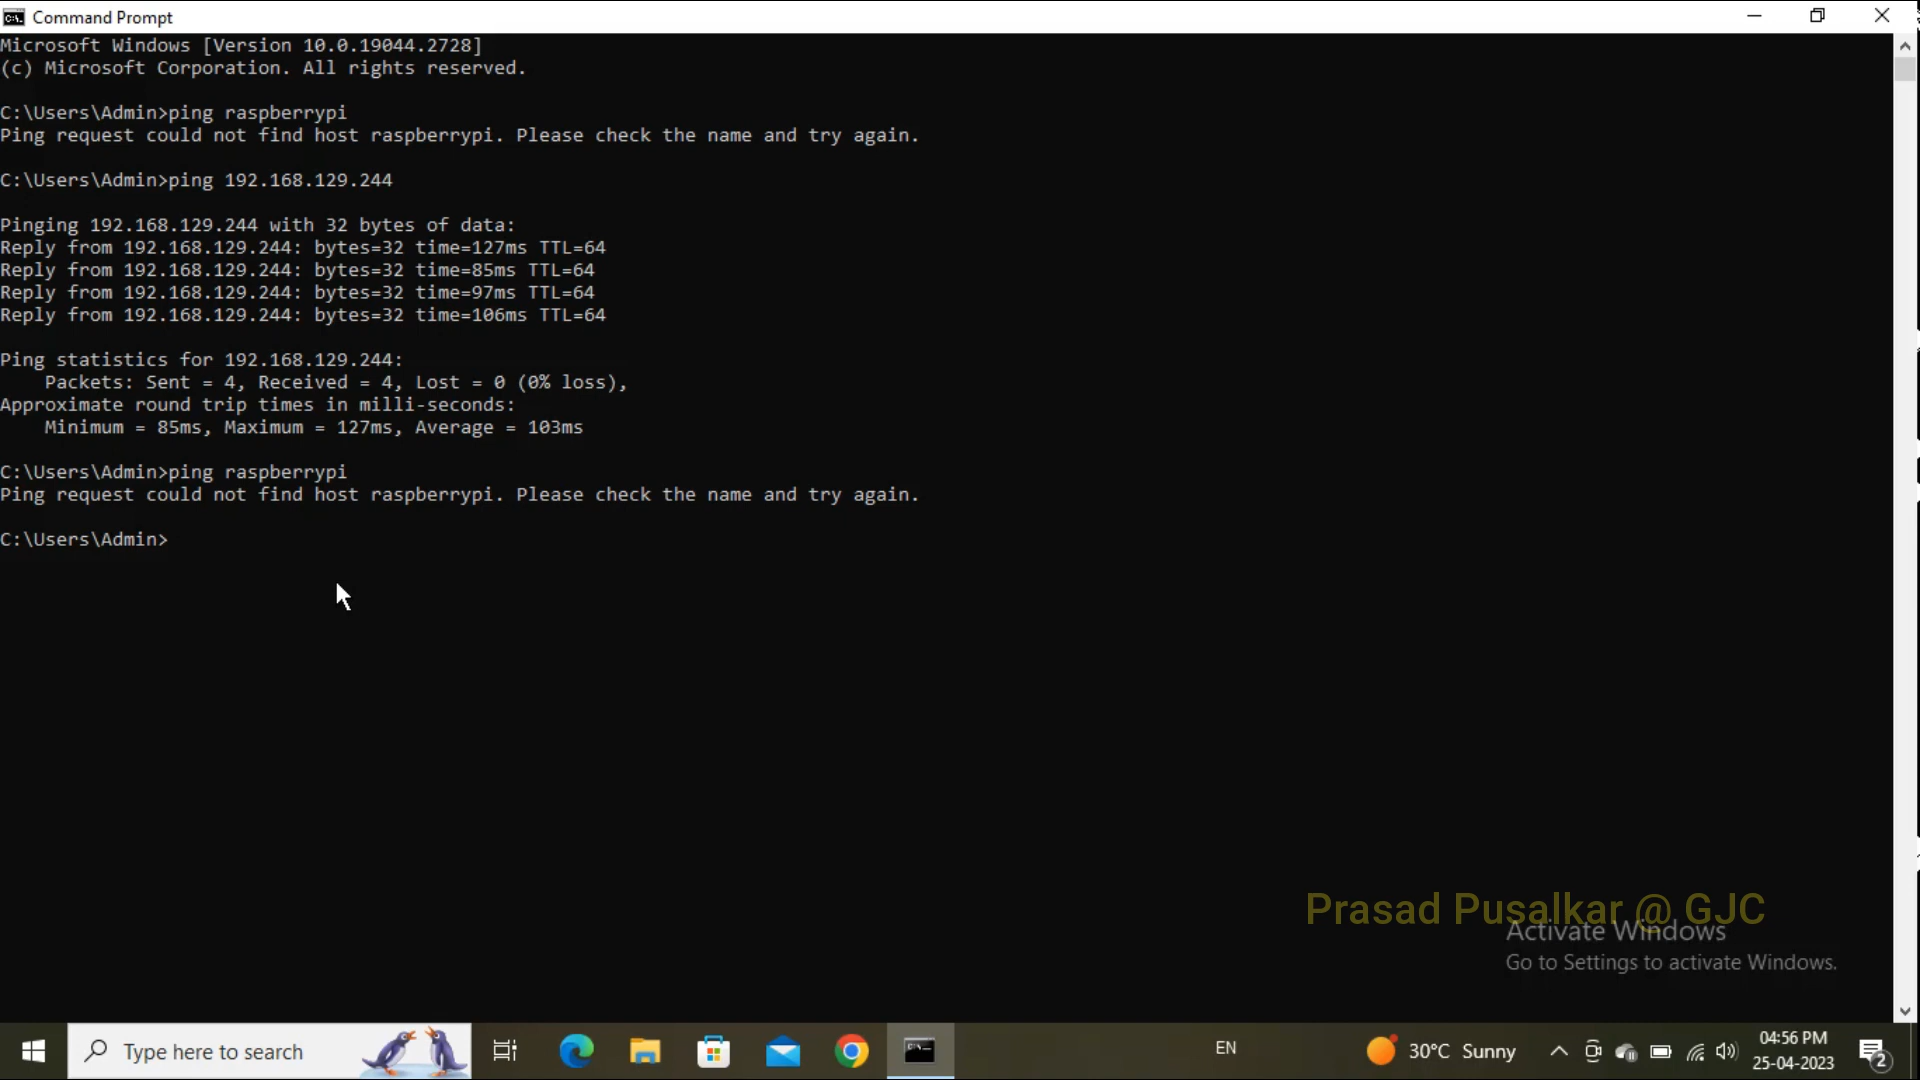 Command Prompt
Microsoft Windows [Version 10.0.19044.2728]
(c) Microsoft Corporation. All rights reserved.
C:\Users\Admin>ping raspberrypi
Ping request could not find host raspberrypi. Please check the name and try again.
C:\Users\Admin>ping 192.168.129.244
Pinging 192.168.129.244 with 32 bytes of data:
Reply from 192.168.129.244: bytes=32 time=127ms TTL=64
Reply from 192.168.129.244: bytes=32 time=85ms TTL=64
Reply from 192.168.129.244: bytes=32 time=97ms TTL=64
Reply from 192.168.129.244: bytes=32 time=106ms TTL=64
Ping statistics for 192.168.129.244:
    Packets: Sent = 4, Received = 4, Lost = 0 (0% loss),
Approximate round trip times in milli-seconds:
    Minimum = 85ms, Maximum = 127ms, Average = 103ms
C:\Users\Admin>ping raspberrypi
Ping request could not find host raspberrypi. Please check the name and try again.
C:\Users\Admin>
Prasad Pusalkar @ GJC
Activate Windows
Go to Settings to activate Windows.
Type here to search
EN
30°C Sunny
04:56 PM
25-04-2023
2